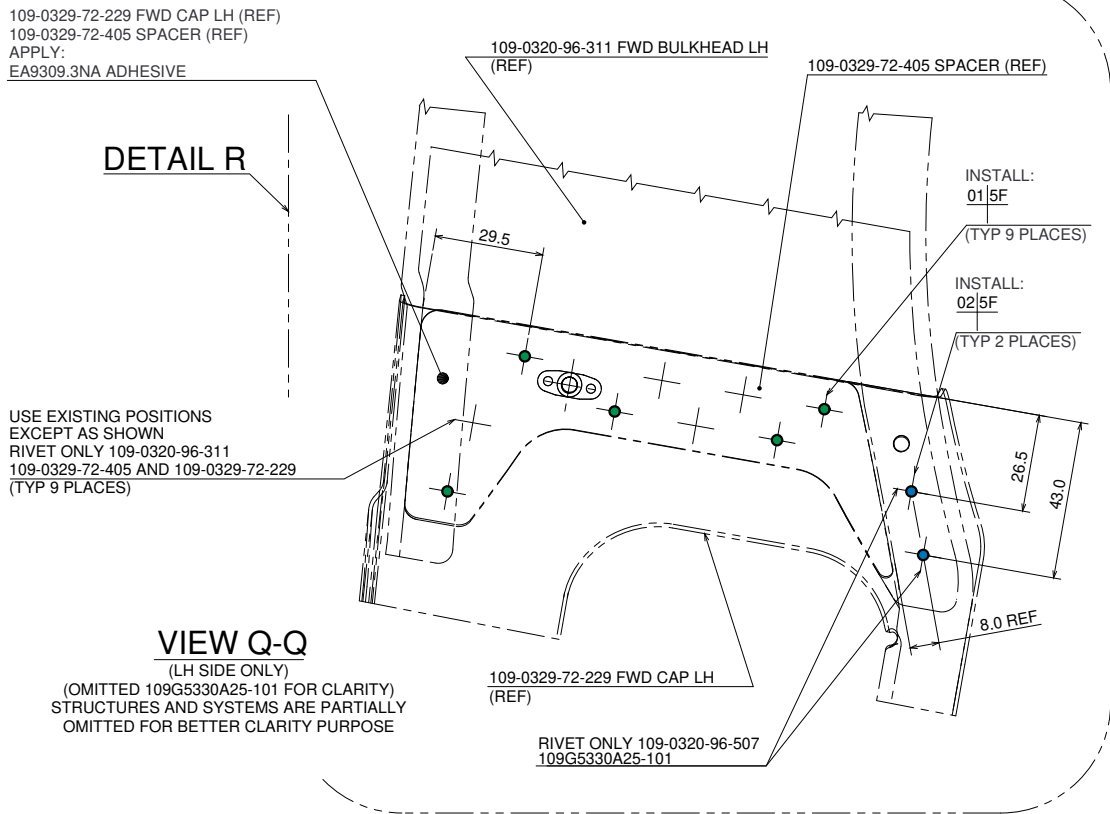 109-0329-72-229 FWD CAP LH (REF)
109-0329-72-405 SPACER (REF)
APPLY:
EA9309.3NA ADHESIVE
109-0320-96-311 FWD BULKHEAD LH
(REF)
109-0329-72-405 SPACER (REF)
DETAIL R
INSTALL:
01 5F
(TYP 9 PLACES)
29.5
INSTALL:
02 5F
(TYP 2 PLACES)
USE EXISTING POSITIONS
EXCEPT AS SHOWN
RIVET ONLY 109-0320-96-311
109-0329-72-405 AND 109-0329-72-229
(TYP 9 PLACES)
26.5
43.0
8.0 REF
VIEW Q-Q
(LH SIDE ONLY)
(OMITTED 109G5330A25-101 FOR CLARITY)
STRUCTURES AND SYSTEMS ARE PARTIALLY
OMITTED FOR BETTER CLARITY PURPOSE
109-0329-72-229 FWD CAP LH
(REF)
RIVET ONLY 109-0320-96-507
109G5330A25-101